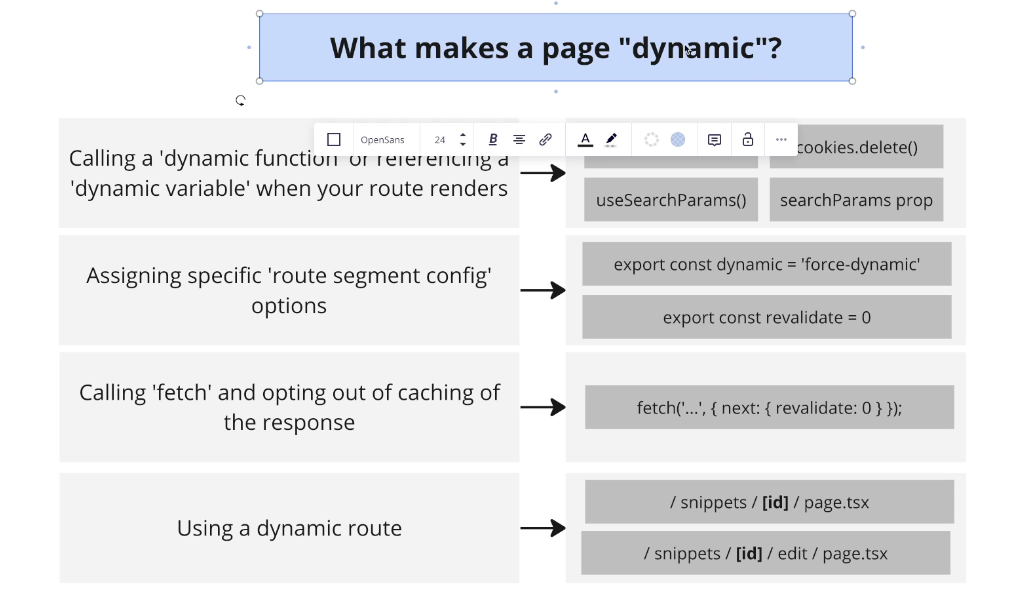 What makes a page "dynamic"?
OpenSans 24 B A
Calling a 'dynamic function' or referencing a
'dynamic variable' when your route renders
cookies.delete()
useSearchParams() searchParams prop
Assigning specific 'route segment config'
options
export const dynamic = 'force-dynamic'
export const revalidate = 0
Calling 'fetch' and opting out of caching of
the response
fetch('...', { next: { revalidate: 0 } });
Using a dynamic route
/ snippets / [id] / page.tsx
/ snippets / [id] / edit / page.tsx